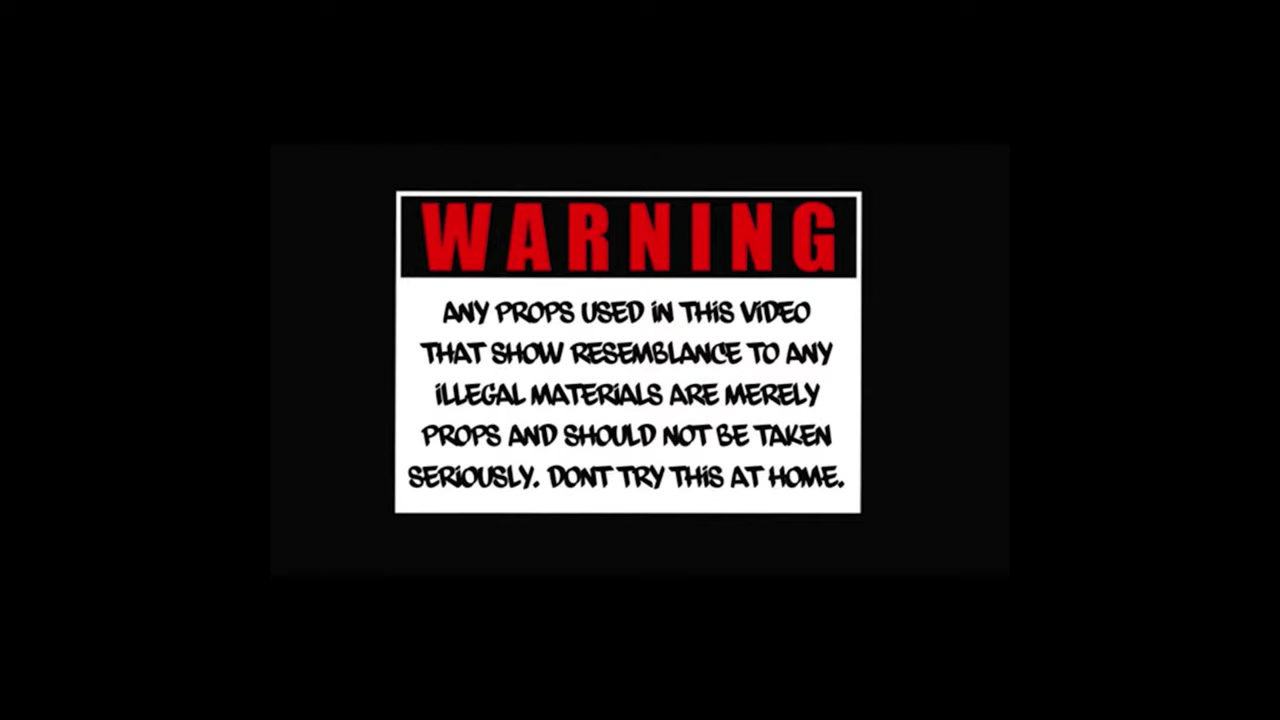 WARNING
ANY PROPS USED IN THIS VIDEO
THAT SHOW RESEMBLANCE TO ANY
ILLEGAL MATERIALS ARE MERELY
PROPS AND SHOULD NOT BE TAKEN
SERIOUSLY. DONT TRY THIS AT HOME.